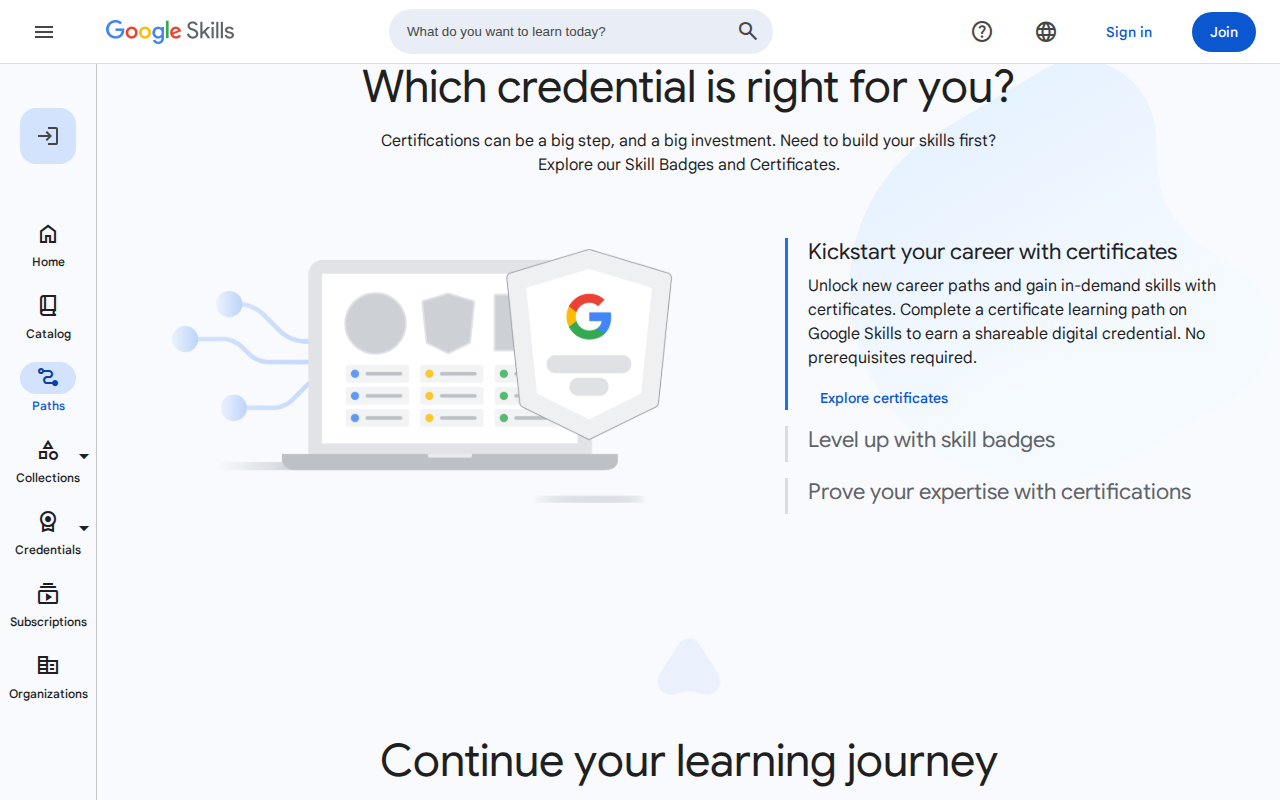 Google Skills
What do you want to learn today?
Sign in
Join
Home
Catalog
Paths
Collections
Credentials
Subscriptions
Organizations
Which credential is right for you?
Certifications can be a big step, and a big investment. Need to build your skills first?
Explore our Skill Badges and Certificates.
Kickstart your career with certificates
Unlock new career paths and gain in-demand skills with
certificates. Complete a certificate learning path on
Google Skills to earn a shareable digital credential. No
prerequisites required.
Explore certificates
Level up with skill badges
Prove your expertise with certifications
Continue your learning journey